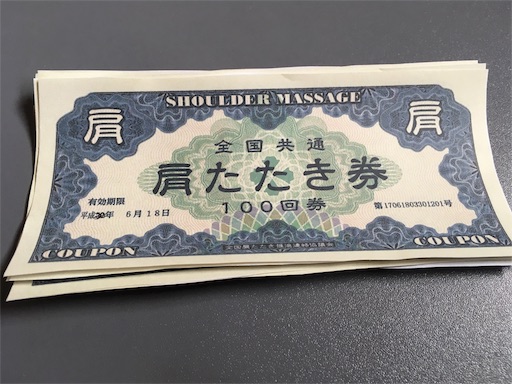 SHOULDER MASSAGE
肩 肩
全国共通
肩たたき券
100回券
有効期限
平成30年 6月18日
第17061803301201号
COUPON COUPON